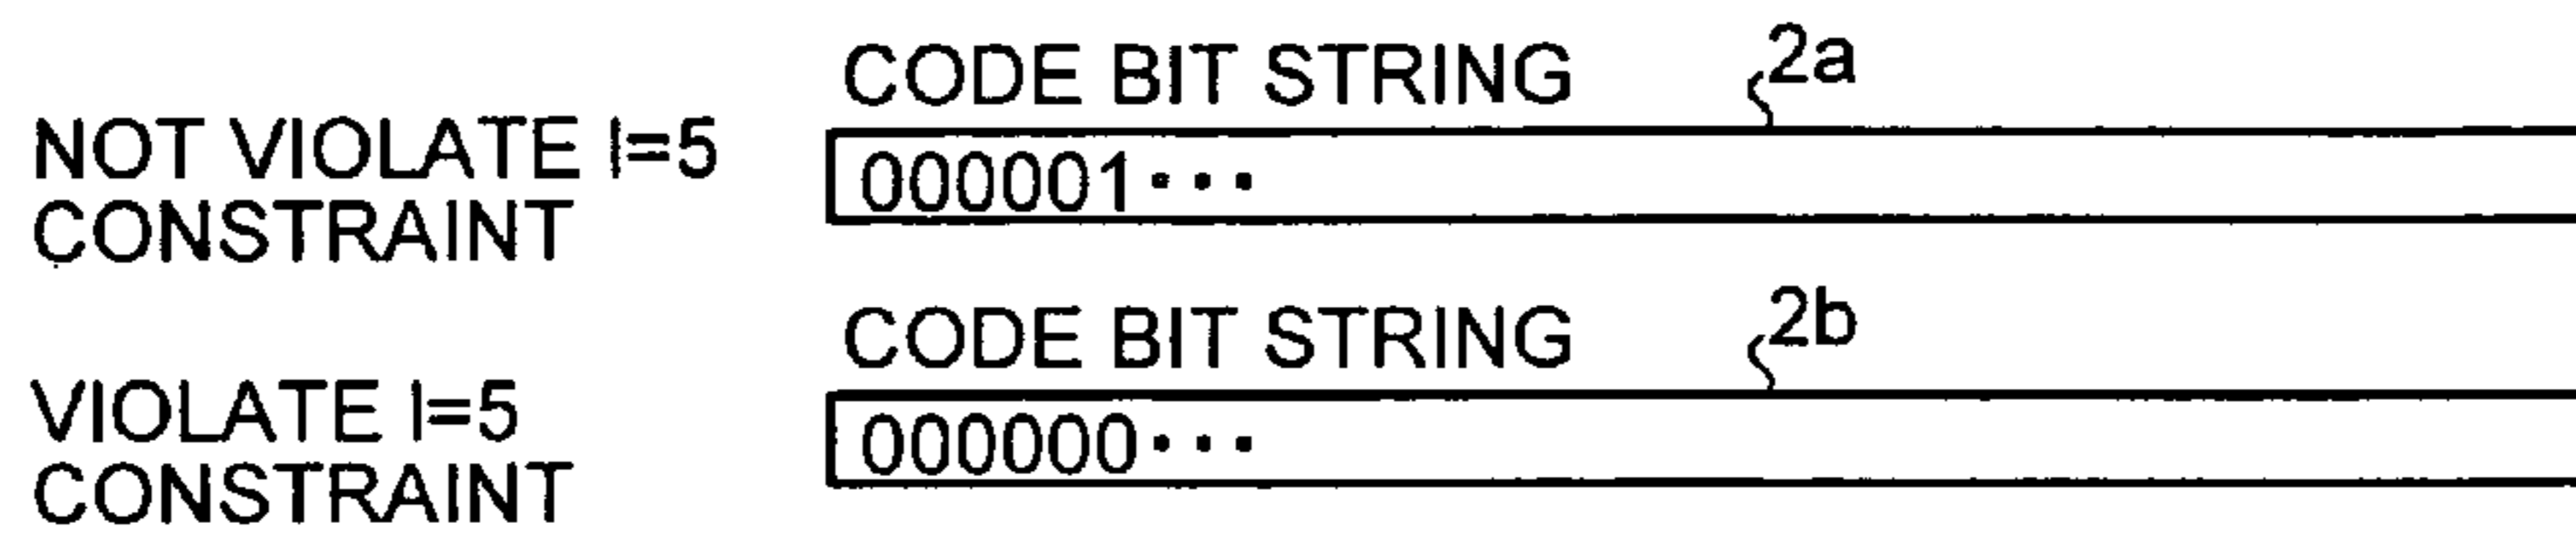 CODE BIT STRING 2a
NOT VIOLATE l=5
CONSTRAINT
000001···
CODE BIT STRING 2b
VIOLATE l=5
CONSTRAINT
000000···